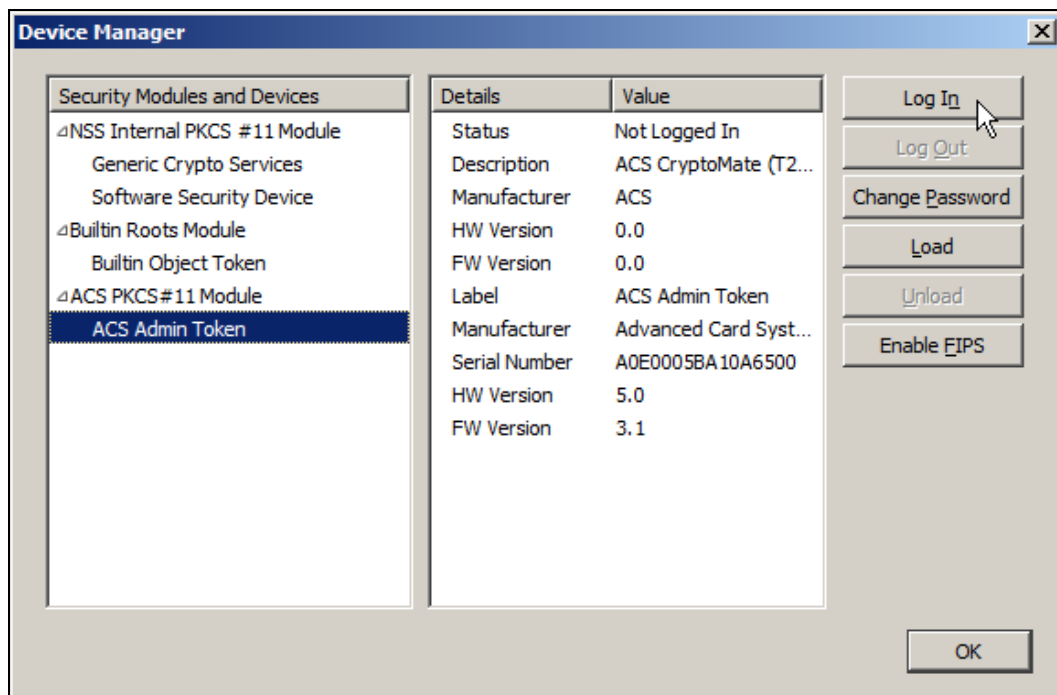 Device Manager
Security Modules and Devices
NSS Internal PKCS #11 Module
Generic Crypto Services
Software Security Device
Builtin Roots Module
Builtin Object Token
ACS PKCS#11 Module
ACS Admin Token
Details Value
Status Not Logged In
Description ACS CryptoMate (T2...
Manufacturer ACS
HW Version 0.0
FW Version 0.0
Label ACS Admin Token
Manufacturer Advanced Card Syst...
Serial Number A0E0005BA10A6500
HW Version 5.0
FW Version 3.1
Log In
Log Out
Change Password
Load
Unload
Enable FIPS
OK